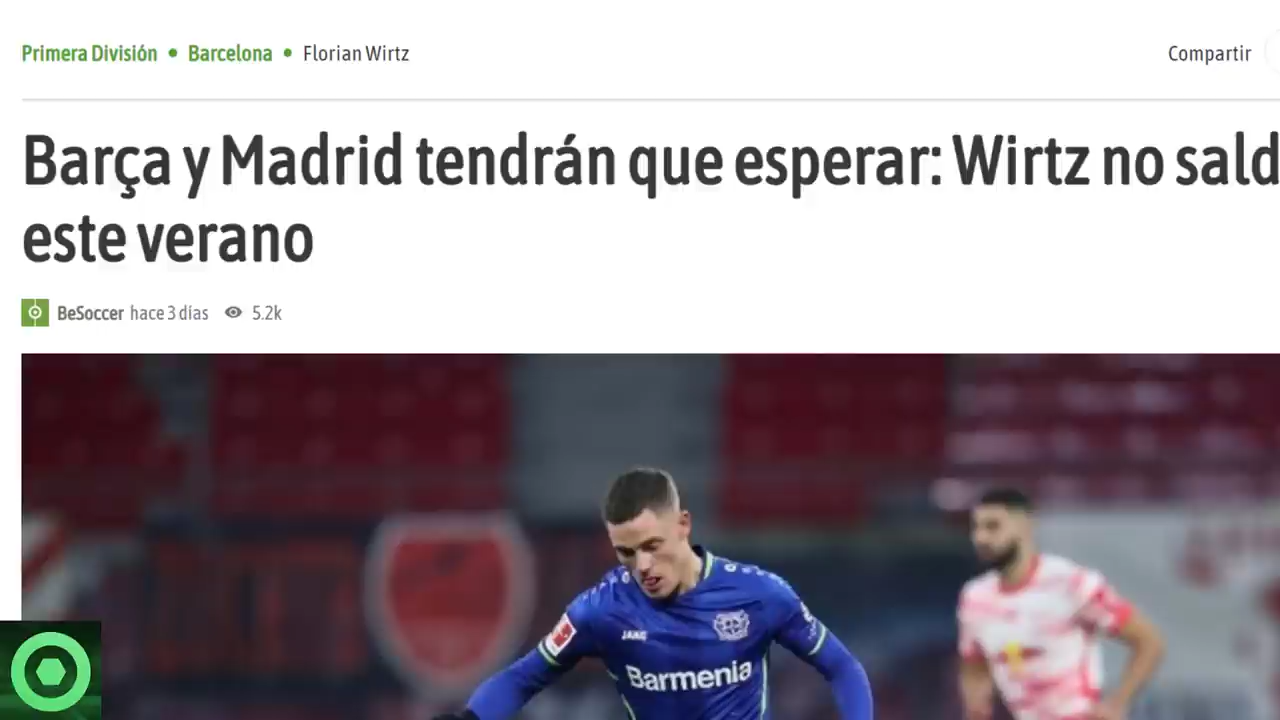 Primera División • Barcelona • Florian Wirtz
Compartir
Barça y Madrid tendrán que esperar: Wirtz no sald
este verano
BeSoccer hace 3 días 5.2k
JAKO
Barmenia